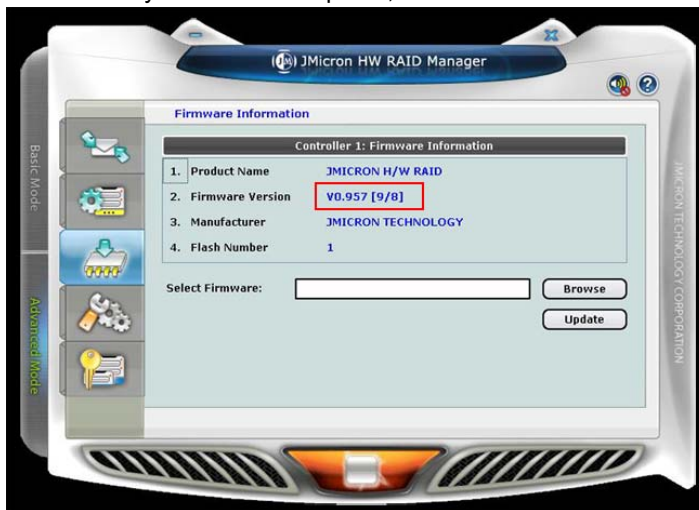 JMicron HW RAID Manager
Firmware Information
Controller 1: Firmware Information
1. Product Name JMICRON H/W RAID
2. Firmware Version V0.957 [9/8]
3. Manufacturer JMICRON TECHNOLOGY
4. Flash Number 1
Select Firmware: Browse
Update
Basic Mode
Advanced Mode
JMICRON TECHNOLOGY CORPORATION